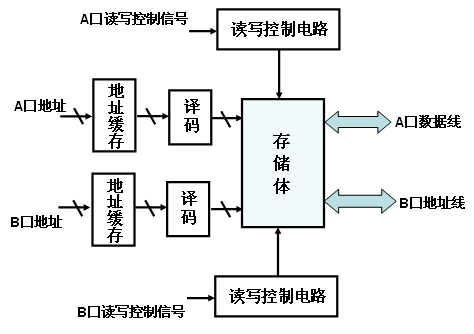 A口读写控制信号
读写控制电路
A口地址
地址缓存
译码
存储体
A口数据线
B口地址
地址缓存
译码
B口地址线
读写控制电路
B口读写控制信号